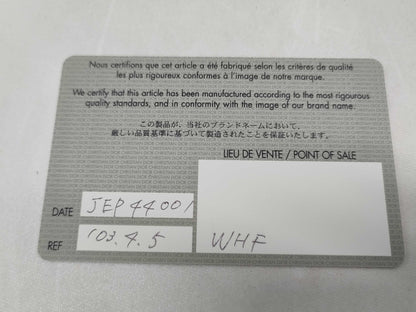 Nous certifions que cet article a été fabriqué selon les critères de qualité
les plus rigoureux conformes à l'image de notre marque.
We certify that this article has been manufactured according to the most rigourous
quality standards, and in conformity with the image of our brand name.
この製品が、当社のブランドネームにおいて、
厳しい品質基準に基づいて製造されたことを保証いたします。
LIEU DE VENTE / POINT OF SALE
DATE JEP 44001
REF '03.4.5
WHF